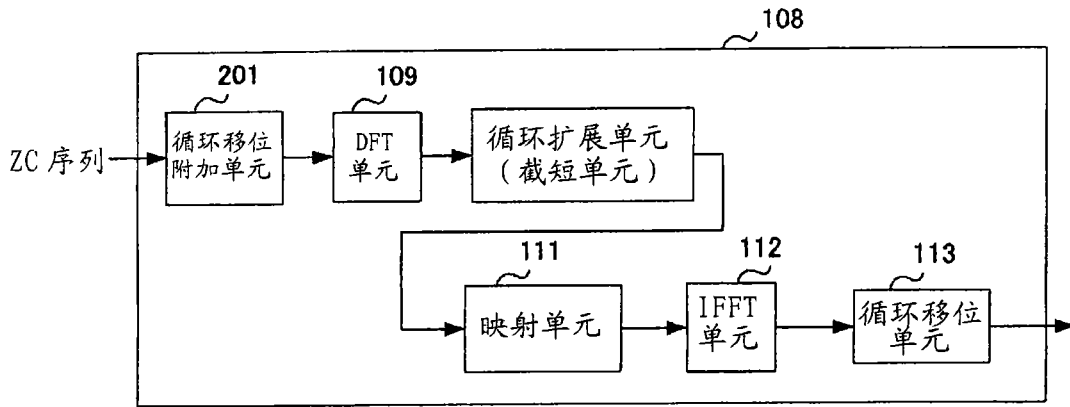 108
201
109
ZC 序列
循环移位
附加单元
DFT
单元
循环扩展单元
（截短单元）
111
112
113
映射单元
IFFT
单元
循环移位
单元